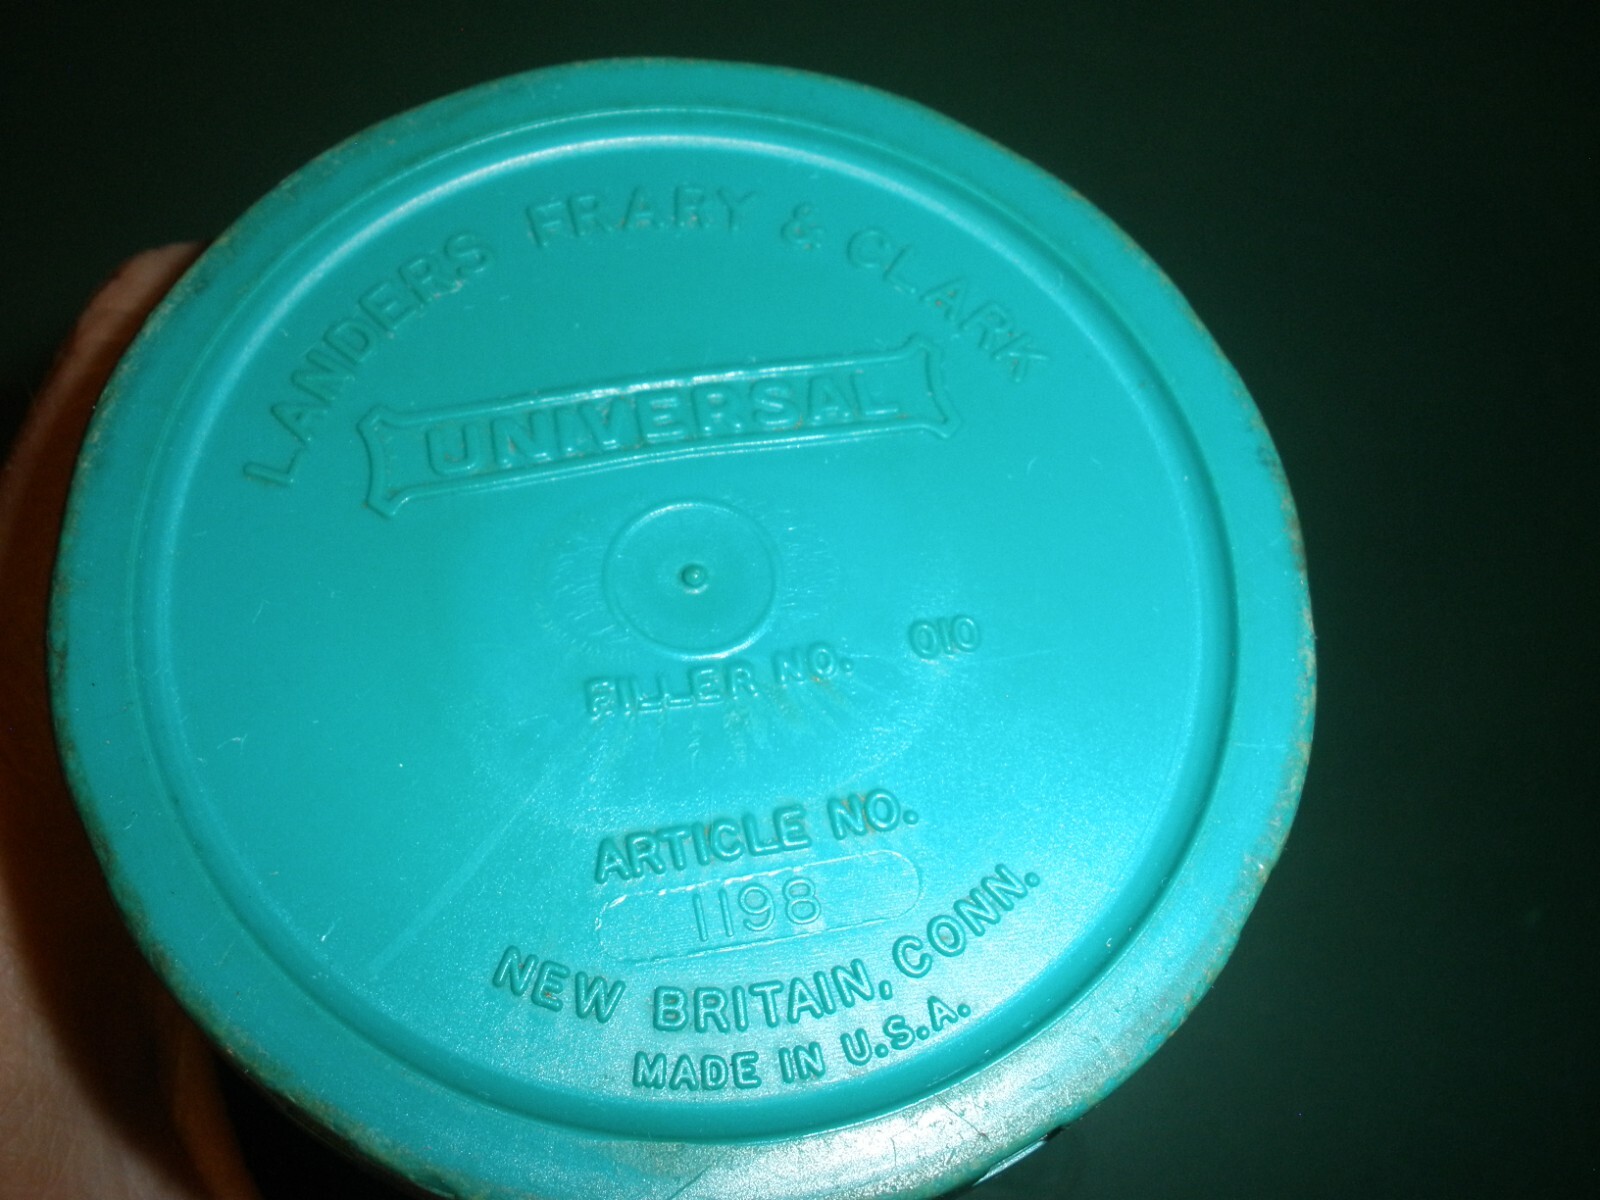 LANDERS FRARY & CLARK
UNIVERSAL
FILLER NO. 010
ARTICLE NO.
1198
NEW BRITAIN, CONN.
MADE IN U.S.A.